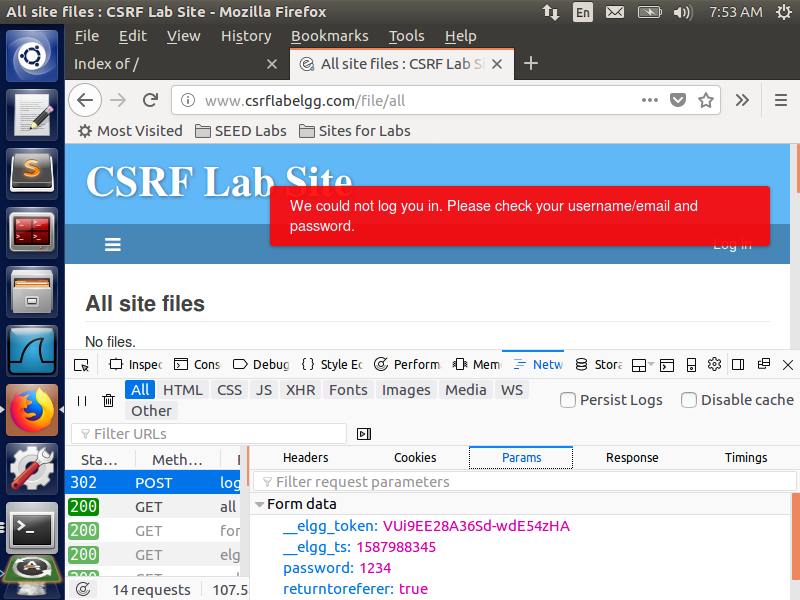 All site files : CSRF Lab Site - Mozilla Firefox En 7:53 AM
File Edit View History Bookmarks Tools Help
Index of / All site files : CSRF Lab Si
www.csrflabelgg.com/file/all
Most Visited SEED Labs Sites for Labs
CSRF Lab Site
We could not log you in. Please check your username/email and
password.
Log in
All site files
No files.
Inspec Cons Debug Style Ec Perform Mem Netw Stora
All HTML CSS JS XHR Fonts Images Media WS
Other
Persist Logs Disable cache
Filter URLs
Sta... Meth... Headers Cookies Params Response Timings
302 POST log
Filter request parameters
200 GET all
Form data
200 GET for
__elgg_token: VUi9EE28A36Sd-wdE54zHA
200 GET elg
__elgg_ts: 1587988345
200 GET
password: 1234
14 requests 107.5
returntoreferer: true